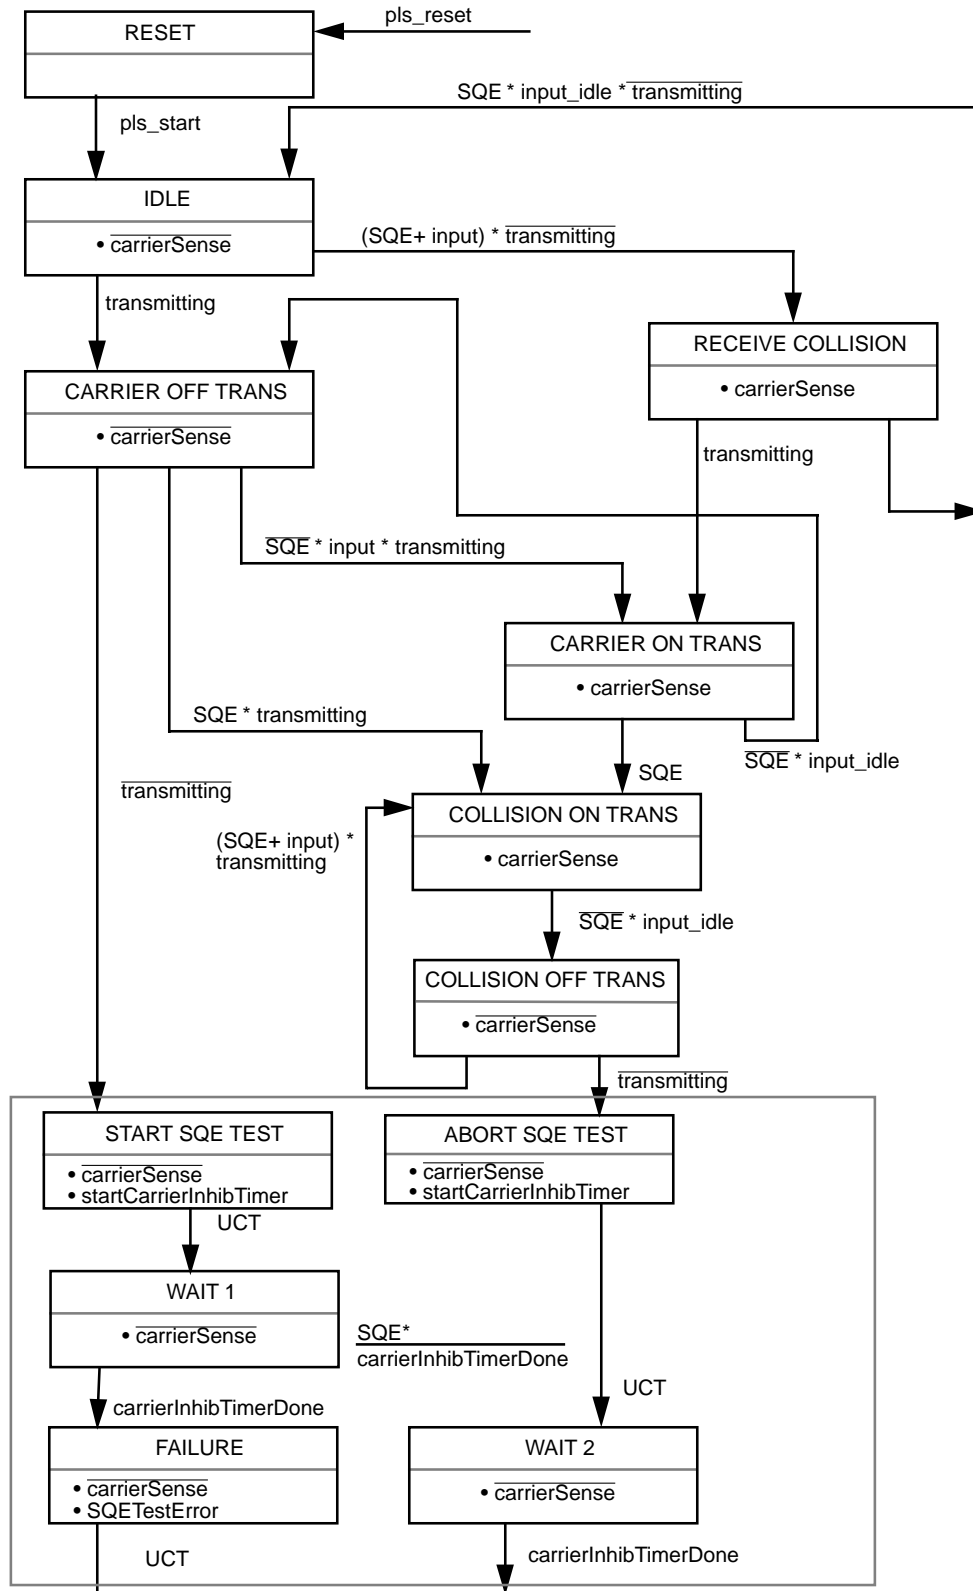 pls_reset
RESET
SQE * input_idle * transmitting
pls_start
IDLE
• carrierSense
(SQE+ input) * transmitting
transmitting
RECEIVE COLLISION
• carrierSense
CARRIER OFF TRANS
• carrierSense
transmitting
SQE * input * transmitting
CARRIER ON TRANS
• carrierSense
SQE * transmitting
SQE * input_idle
SQE
transmitting
COLLISION ON TRANS
• carrierSense
(SQE+ input) *
transmitting
SQE * input_idle
COLLISION OFF TRANS
• carrierSense
transmitting
START SQE TEST
• carrierSense
• startCarrierInhibTimer
ABORT SQE TEST
• carrierSense
• startCarrierInhibTimer
UCT
WAIT 1
• carrierSense
SQE*
carrierInhibTimerDone
UCT
carrierInhibTimerDone
FAILURE
• carrierSense
• SQETestError
WAIT 2
• carrierSense
UCT
carrierInhibTimerDone